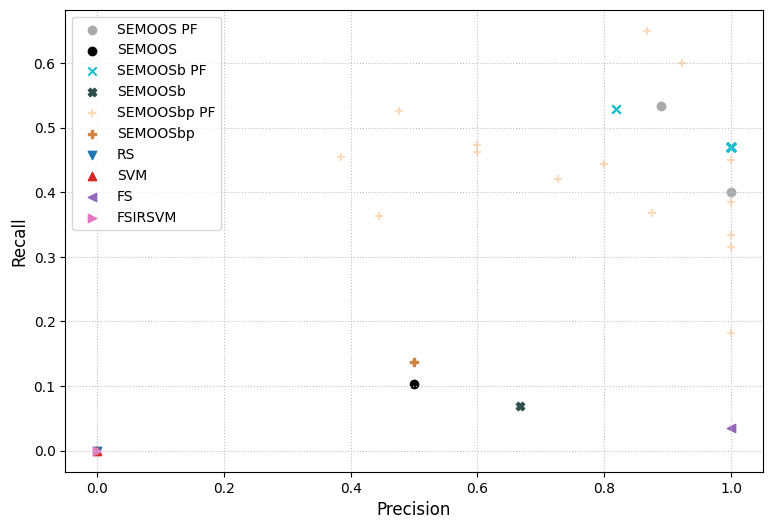 SEMOOS PF
SEMOOS
SEMOOSb PF
SEMOOSb
SEMOOSbp PF
SEMOOSbp
RS
SVM
FS
FSIRSVM
Recall
0.6
0.5
0.4
0.3
0.2
0.1
0.0
0.0 0.2 0.4 0.6 0.8 1.0
Precision